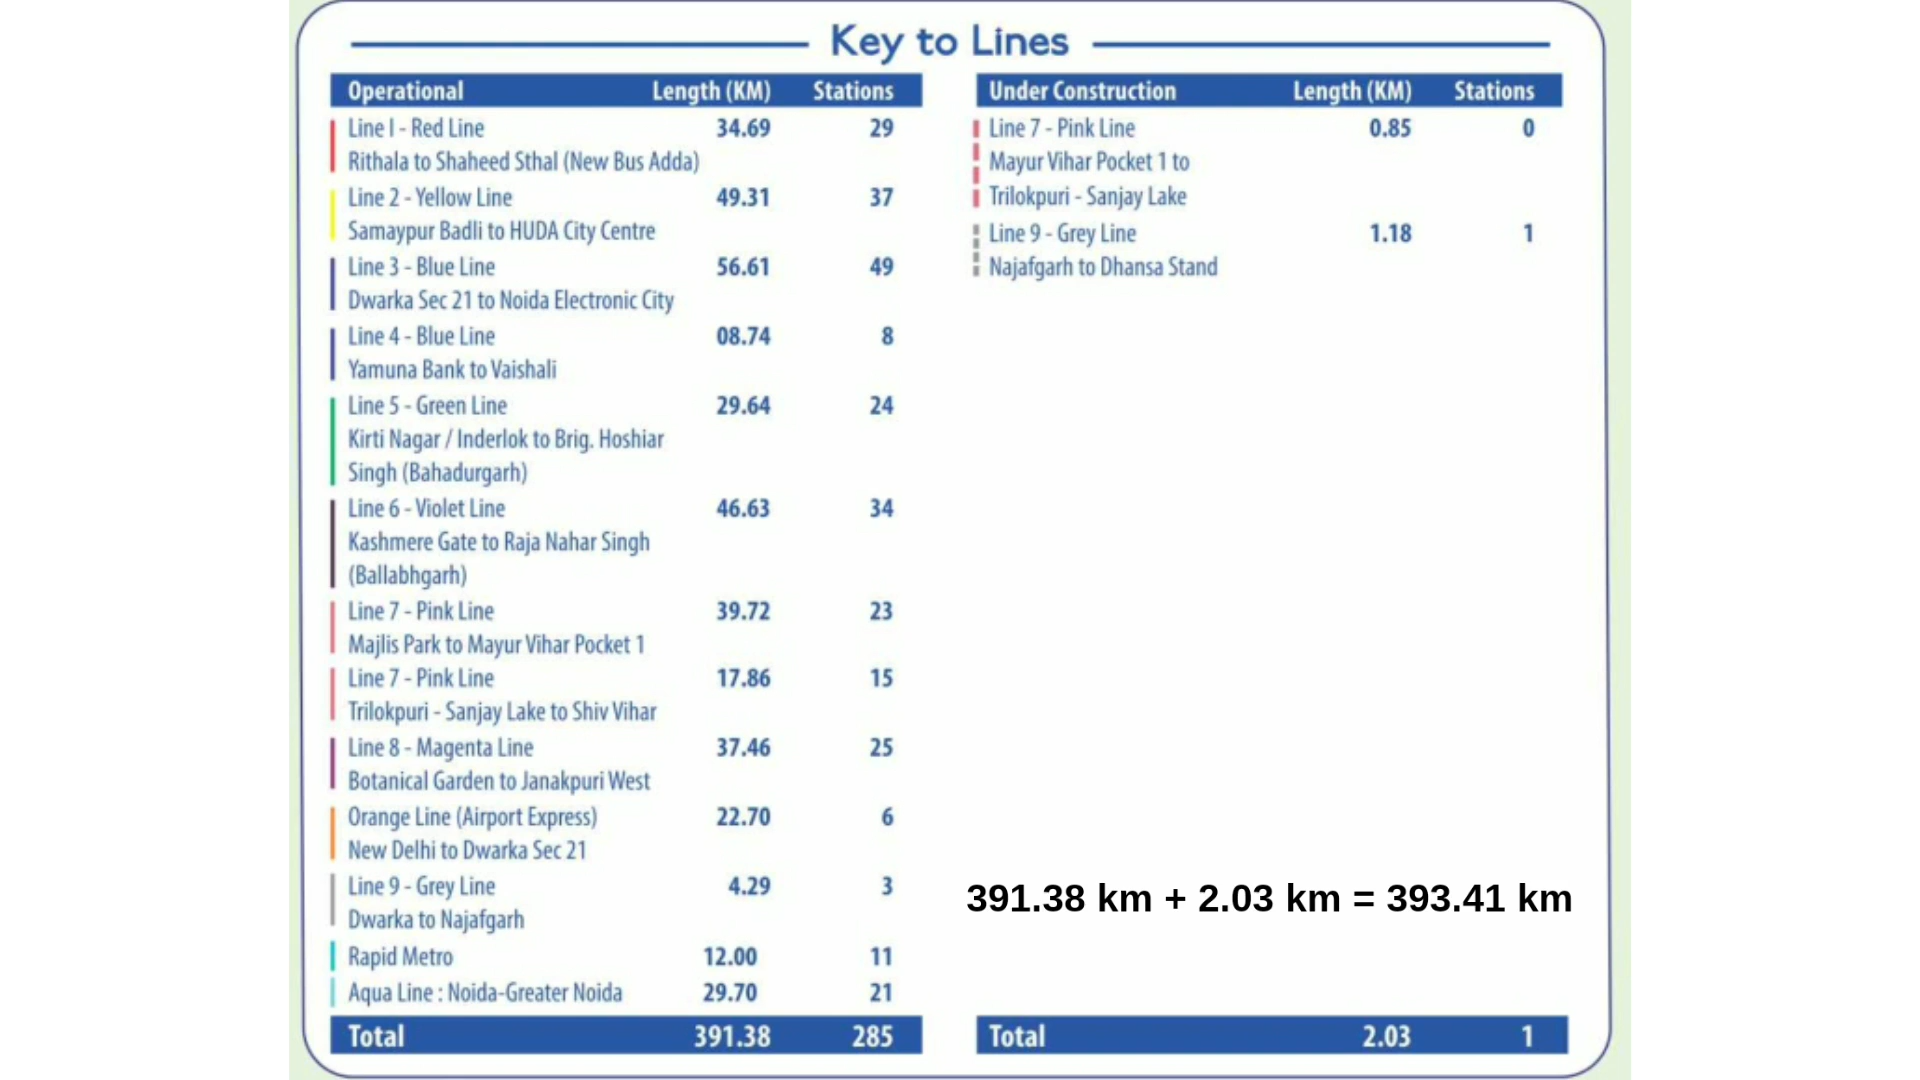 Key to Lines
Operational Length (KM) Stations
Line I - Red Line 34.69 29
Rithala to Shaheed Sthal (New Bus Adda)
Line 2 - Yellow Line 49.31 37
Samaypur Badli to HUDA City Centre
Line 3 - Blue Line 56.61 49
Dwarka Sec 21 to Noida Electronic City
Line 4 - Blue Line 08.74 8
Yamuna Bank to Vaishali
Line 5 - Green Line 29.64 24
Kirti Nagar / Inderlok to Brig. Hoshiar
Singh (Bahadurgarh)
Line 6 - Violet Line 46.63 34
Kashmere Gate to Raja Nahar Singh
(Ballabhgarh)
Line 7 - Pink Line 39.72 23
Majlis Park to Mayur Vihar Pocket 1
Line 7 - Pink Line 17.86 15
Trilokpuri - Sanjay Lake to Shiv Vihar
Line 8 - Magenta Line 37.46 25
Botanical Garden to Janakpuri West
Orange Line (Airport Express) 22.70 6
New Delhi to Dwarka Sec 21
Line 9 - Grey Line 4.29 3
Dwarka to Najafgarh
Rapid Metro 12.00 11
Aqua Line : Noida-Greater Noida 29.70 21
Total 391.38 285
Under Construction Length (KM) Stations
Line 7 - Pink Line 0.85 0
Mayur Vihar Pocket 1 to
Trilokpuri - Sanjay Lake
Line 9 - Grey Line 1.18 1
Najafgarh to Dhansa Stand
391.38 km + 2.03 km = 393.41 km
Total 2.03 1